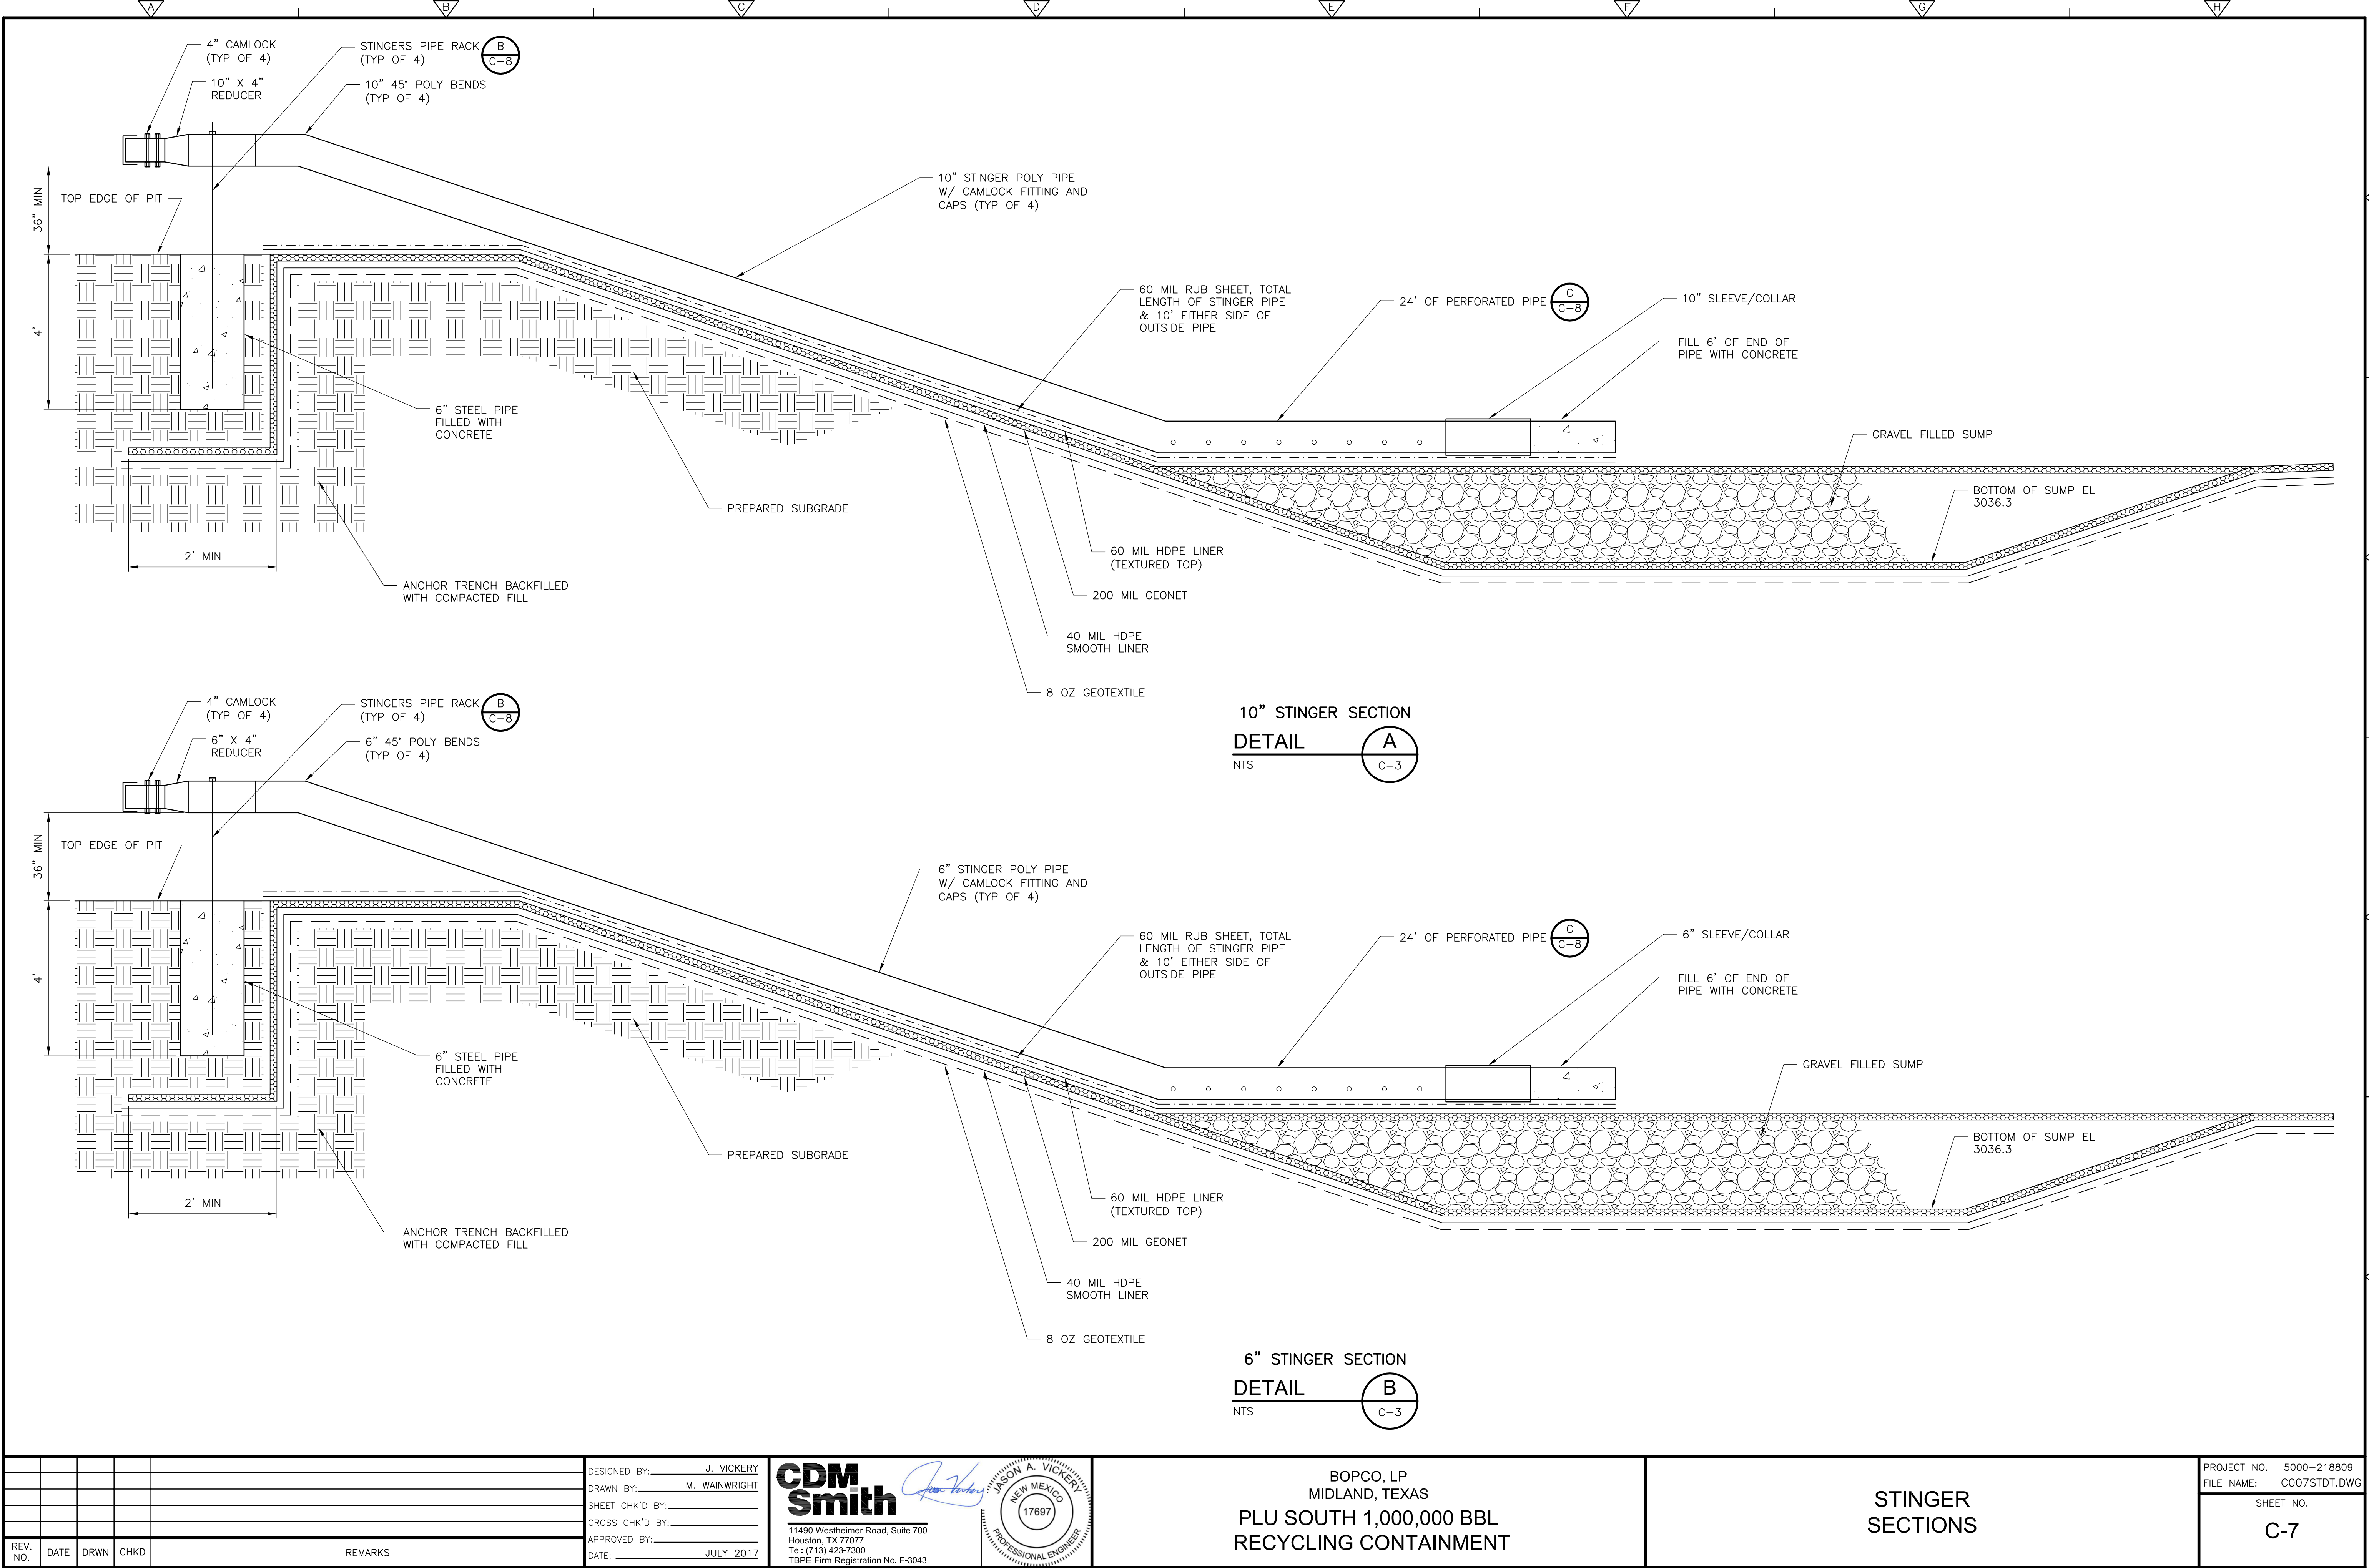 A B C D E F G H
4" CAMLOCK
(TYP OF 4)
10" X 4"
REDUCER
STINGERS PIPE RACK
(TYP OF 4)
B
C-8
10" 45° POLY BENDS
(TYP OF 4)
36" MIN
TOP EDGE OF PIT
4'
10" STINGER POLY PIPE
W/ CAMLOCK FITTING AND
CAPS (TYP OF 4)
60 MIL RUB SHEET, TOTAL
LENGTH OF STINGER PIPE
& 10' EITHER SIDE OF
OUTSIDE PIPE
24' OF PERFORATED PIPE
C
C-8
10" SLEEVE/COLLAR
FILL 6' OF END OF
PIPE WITH CONCRETE
6" STEEL PIPE
FILLED WITH
CONCRETE
GRAVEL FILLED SUMP
BOTTOM OF SUMP EL
3036.3
PREPARED SUBGRADE
2' MIN
ANCHOR TRENCH BACKFILLED
WITH COMPACTED FILL
60 MIL HDPE LINER
(TEXTURED TOP)
200 MIL GEONET
40 MIL HDPE
SMOOTH LINER
8 OZ GEOTEXTILE
10" STINGER SECTION
DETAIL
NTS
A
C-3
4" CAMLOCK
(TYP OF 4)
6" X 4"
REDUCER
STINGERS PIPE RACK
(TYP OF 4)
B
C-8
6" 45° POLY BENDS
(TYP OF 4)
36" MIN
TOP EDGE OF PIT
4'
6" STINGER POLY PIPE
W/ CAMLOCK FITTING AND
CAPS (TYP OF 4)
60 MIL RUB SHEET, TOTAL
LENGTH OF STINGER PIPE
& 10' EITHER SIDE OF
OUTSIDE PIPE
24' OF PERFORATED PIPE
C
C-8
6" SLEEVE/COLLAR
FILL 6' OF END OF
PIPE WITH CONCRETE
6" STEEL PIPE
FILLED WITH
CONCRETE
GRAVEL FILLED SUMP
BOTTOM OF SUMP EL
3036.3
PREPARED SUBGRADE
2' MIN
ANCHOR TRENCH BACKFILLED
WITH COMPACTED FILL
60 MIL HDPE LINER
(TEXTURED TOP)
200 MIL GEONET
40 MIL HDPE
SMOOTH LINER
8 OZ GEOTEXTILE
6" STINGER SECTION
DETAIL
NTS
B
C-3
REV. NO. DATE DRWN CHKD REMARKS
DESIGNED BY: J. VICKERY
DRAWN BY: M. WAINWRIGHT
SHEET CHK'D BY:
CROSS CHK'D BY:
APPROVED BY:
DATE: JULY 2017
CDM
Smith
11490 Westheimer Road, Suite 700
Houston, TX 77077
Tel: (713) 423-7300
TBPE Firm Registration No. F-3043
JASON A. VICKERY
NEW MEXICO
17697
PROFESSIONAL ENGINEER
BOPCO, LP
MIDLAND, TEXAS
PLU SOUTH 1,000,000 BBL
RECYCLING CONTAINMENT
STINGER
SECTIONS
PROJECT NO. 5000-218809
FILE NAME: C007STDT.DWG
SHEET NO.
C-7